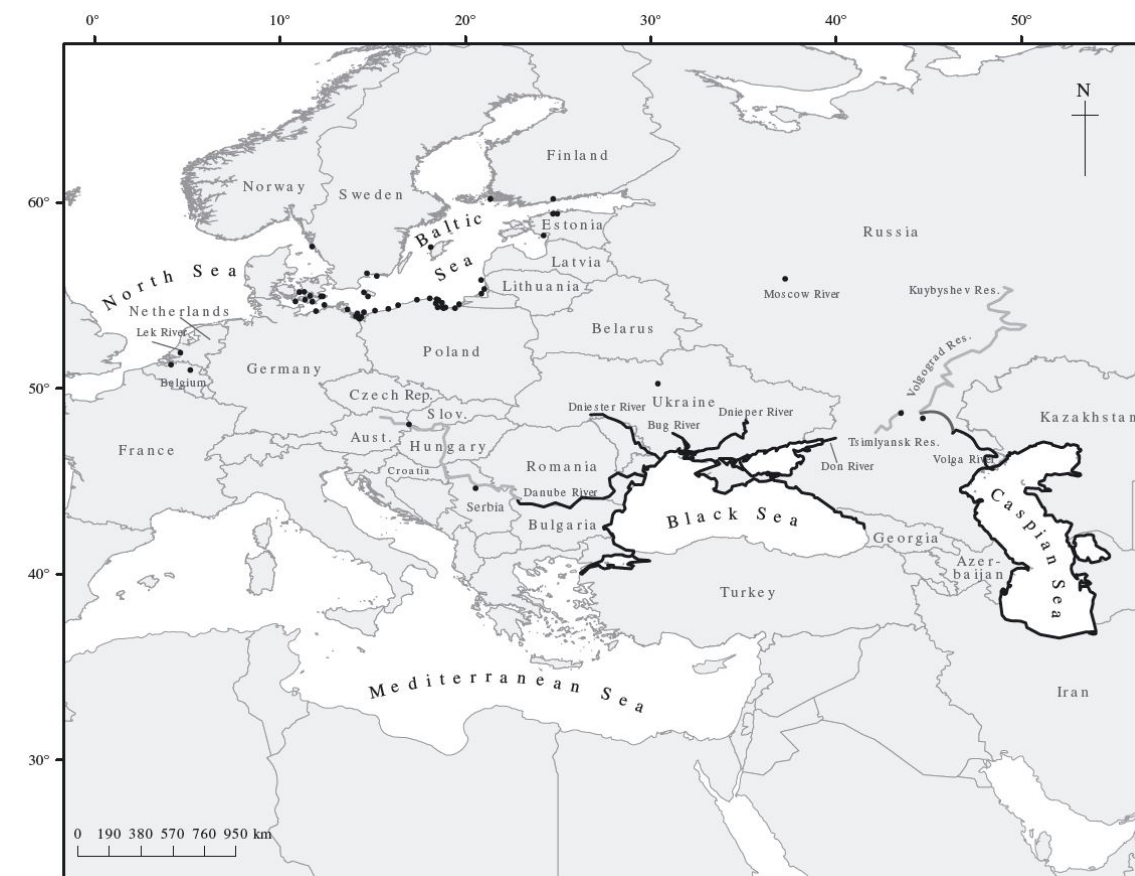 0° 10° 20° 30° 40° 50°
N
Finland
Norway
Sweden
60°
Baltic
Sea
Estonia
Russia
North Sea
Latvia
Lithuania
Moscow River
Kuybyshev Res.
Netherlands
Lek River
Belarus
Volgograd Res.
Poland
Germany
Belgium
50°
Czech Rep.
Ukraine
Dniester River
Dnieper River
Bug River
Slov.
Kazakhstan
Aust.
Hungary
Tsimlyansk Res.
France
Croatia
Romania
Don River
Volga River
Danube River
Serbia
Black Sea
Caspian Sea
Bulgaria
Georgia
Azer-
baijan
40°
Turkey
Mediterranean Sea
Iran
30°
0 190 380 570 760 950 km